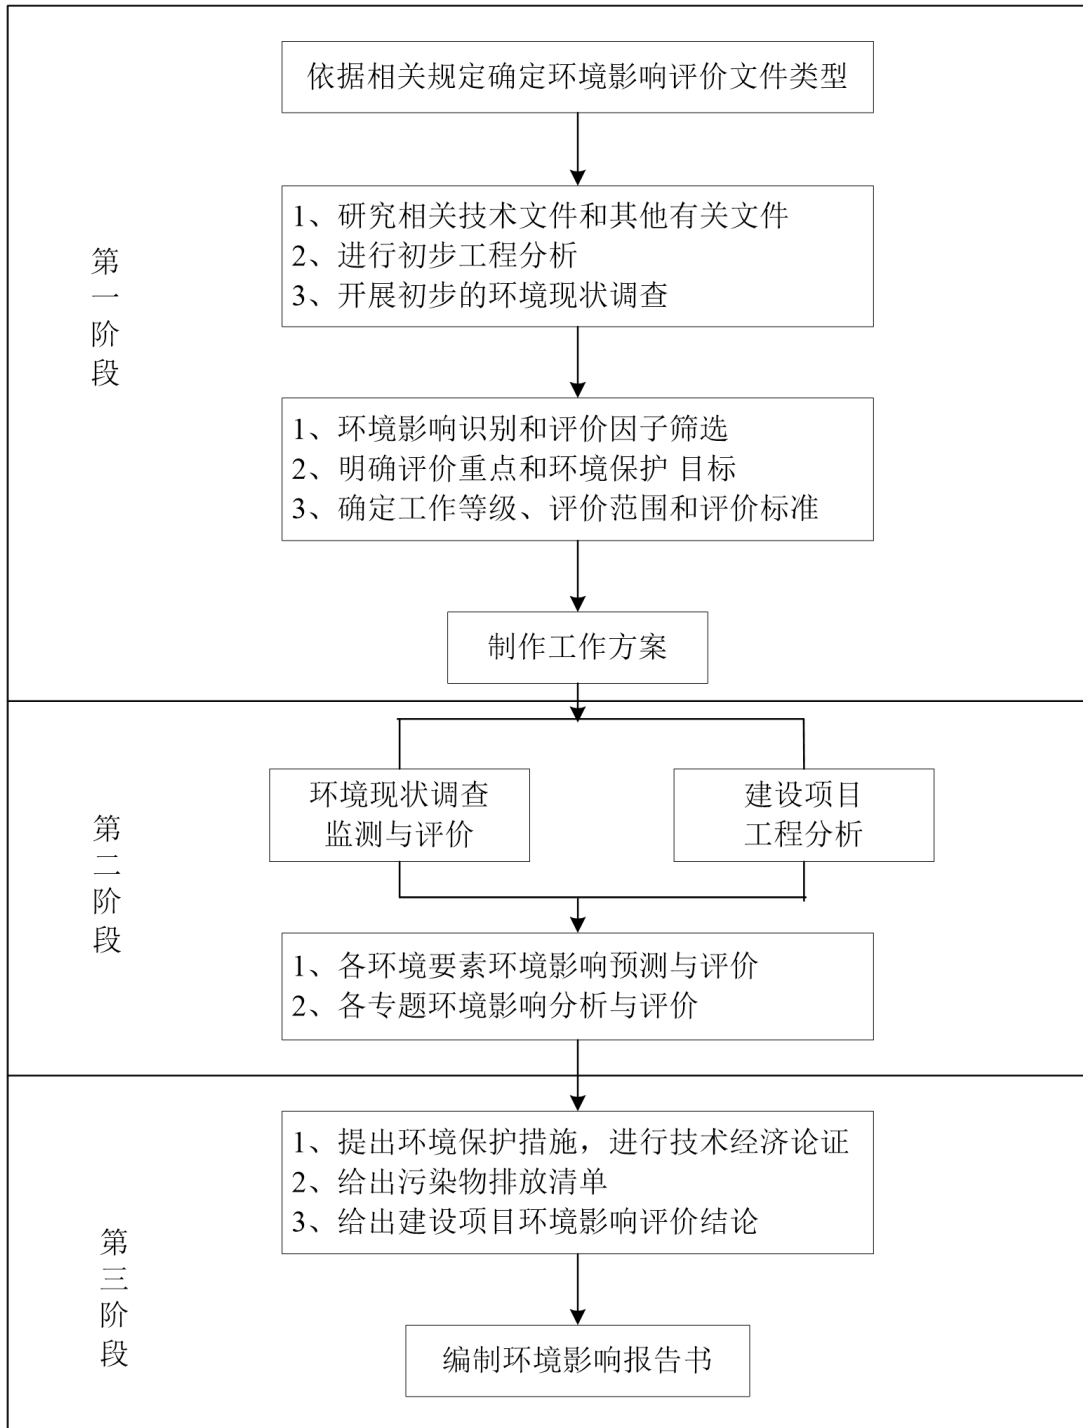 依据相关规定确定环境影响评价文件类型
1、研究相关技术文件和其他有关文件
2、进行初步工程分析
3、开展初步的环境现状调查
第一阶段
1、环境影响识别和评价因子筛选
2、明确评价重点和环境保护 目标
3、确定工作等级、评价范围和评价标准
制作工作方案
环境现状调查
监测与评价
建设项目
工程分析
第二阶段
1、各环境要素环境影响预测与评价
2、各专题环境影响分析与评价
1、提出环境保护措施，进行技术经济论证
2、给出污染物排放清单
3、给出建设项目环境影响评价结论
第三阶段
编制环境影响报告书